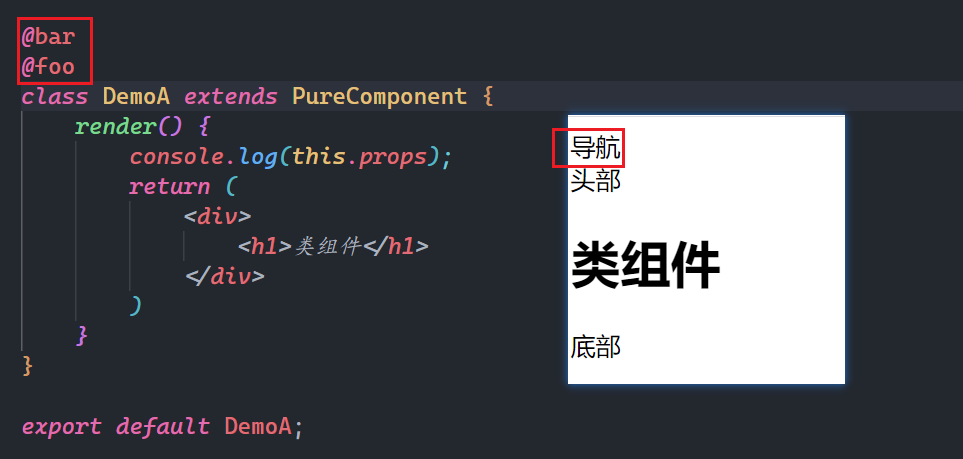 @bar
@foo
class DemoA extends PureComponent {
render() {
console.log(this.props);
return (
<div>
<h1>类组件</h1>
</div>
)
}
}
export default DemoA;
导航
头部
类组件
底部